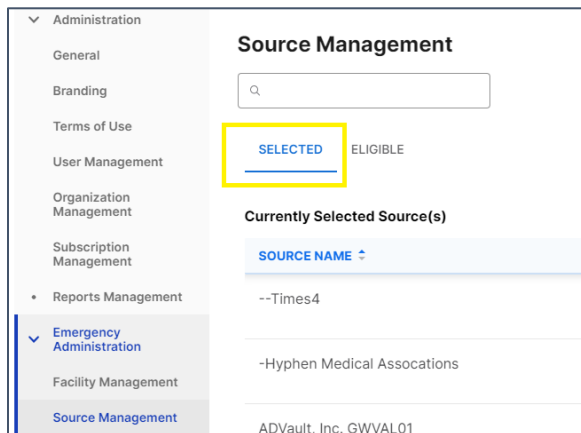 Administration
General
Branding
Terms of Use
User Management
Organization
Management
Subscription
Management
Reports Management
Emergency
Administration
Facility Management
Source Management
Source Management
SELECTED
ELIGIBLE
Currently Selected Source(s)
SOURCE NAME
--Times4
-Hyphen Medical Assocations
ADVault, Inc. GWVAL01